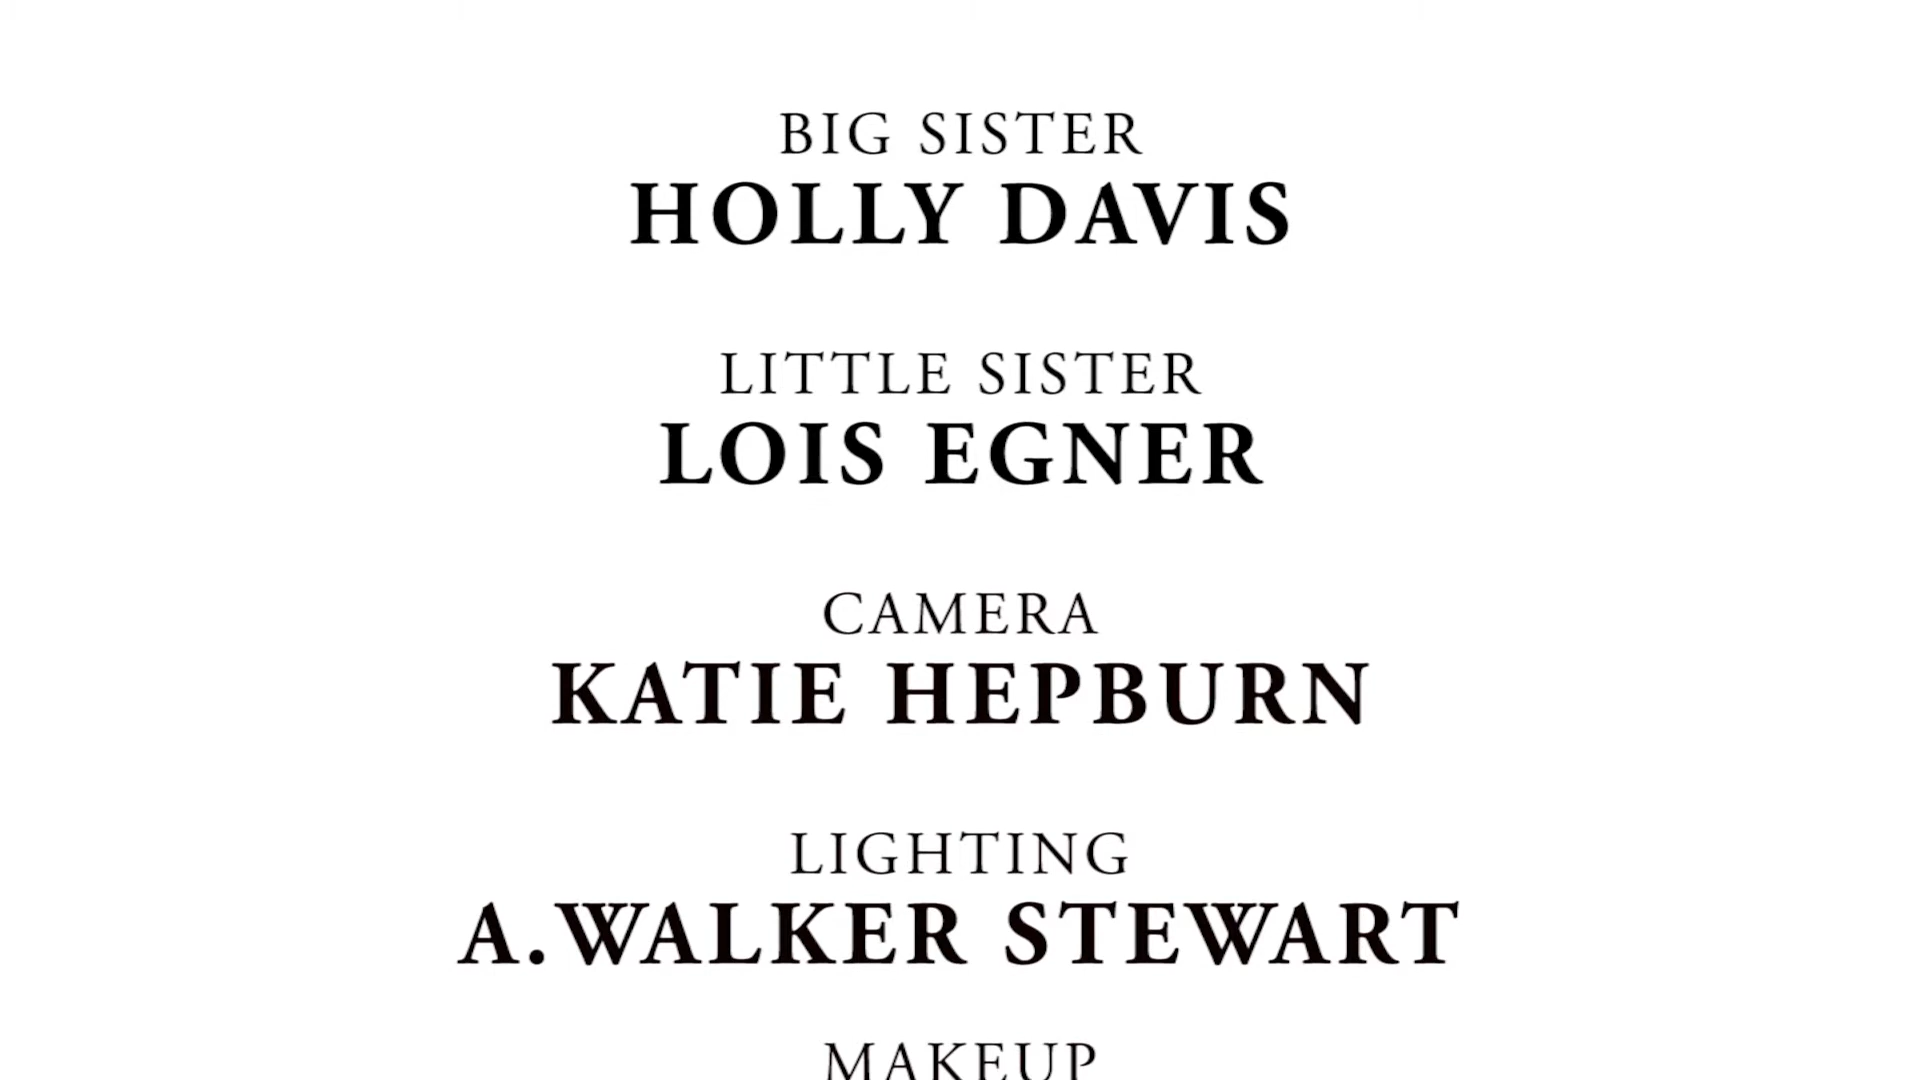 BIG SISTER
HOLLY DAVIS
LITTLE SISTER
LOIS EGNER
CAMERA
KATIE HEPBURN
LIGHTING
A. WALKER STEWART
MAKEUP